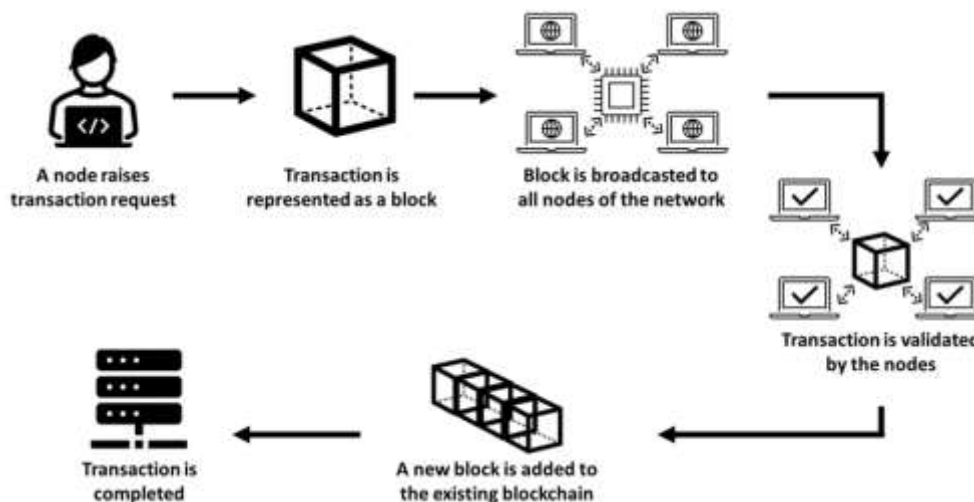 </>
A node raises
transaction request
Transaction is
represented as a block
Block is broadcasted to
all nodes of the network
Transaction is validated
by the nodes
A new block is added to
the existing blockchain
Transaction is
completed